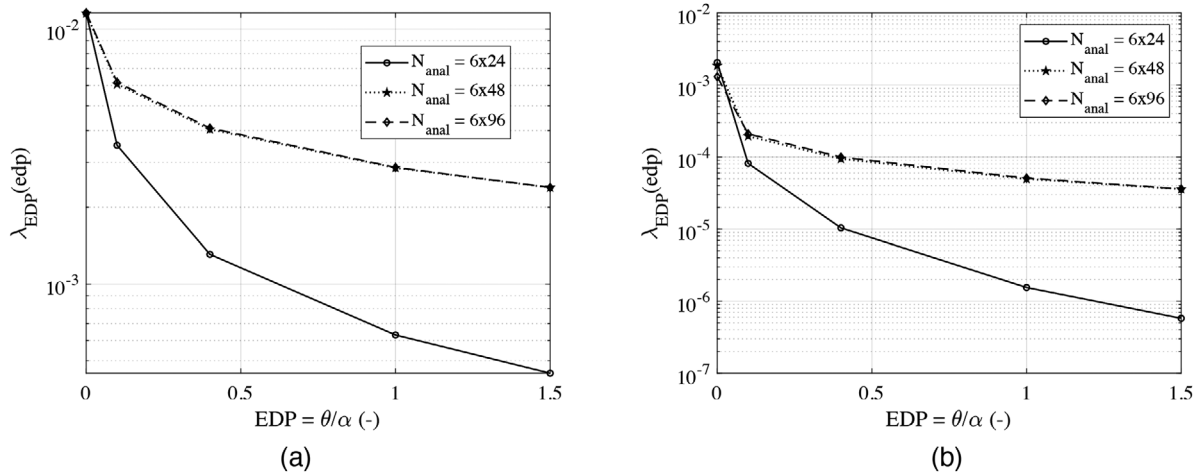 10⁻²
10⁻³
λ_EDP(edp)
N_anal = 6x24
N_anal = 6x48
N_anal = 6x96
0 0.5 1 1.5
EDP = θ/α (-)
(a)
10⁻²
10⁻³
10⁻⁴
10⁻⁵
10⁻⁶
10⁻⁷
λ_EDP(edp)
N_anal = 6x24
N_anal = 6x48
N_anal = 6x96
0 0.5 1 1.5
EDP = θ/α (-)
(b)